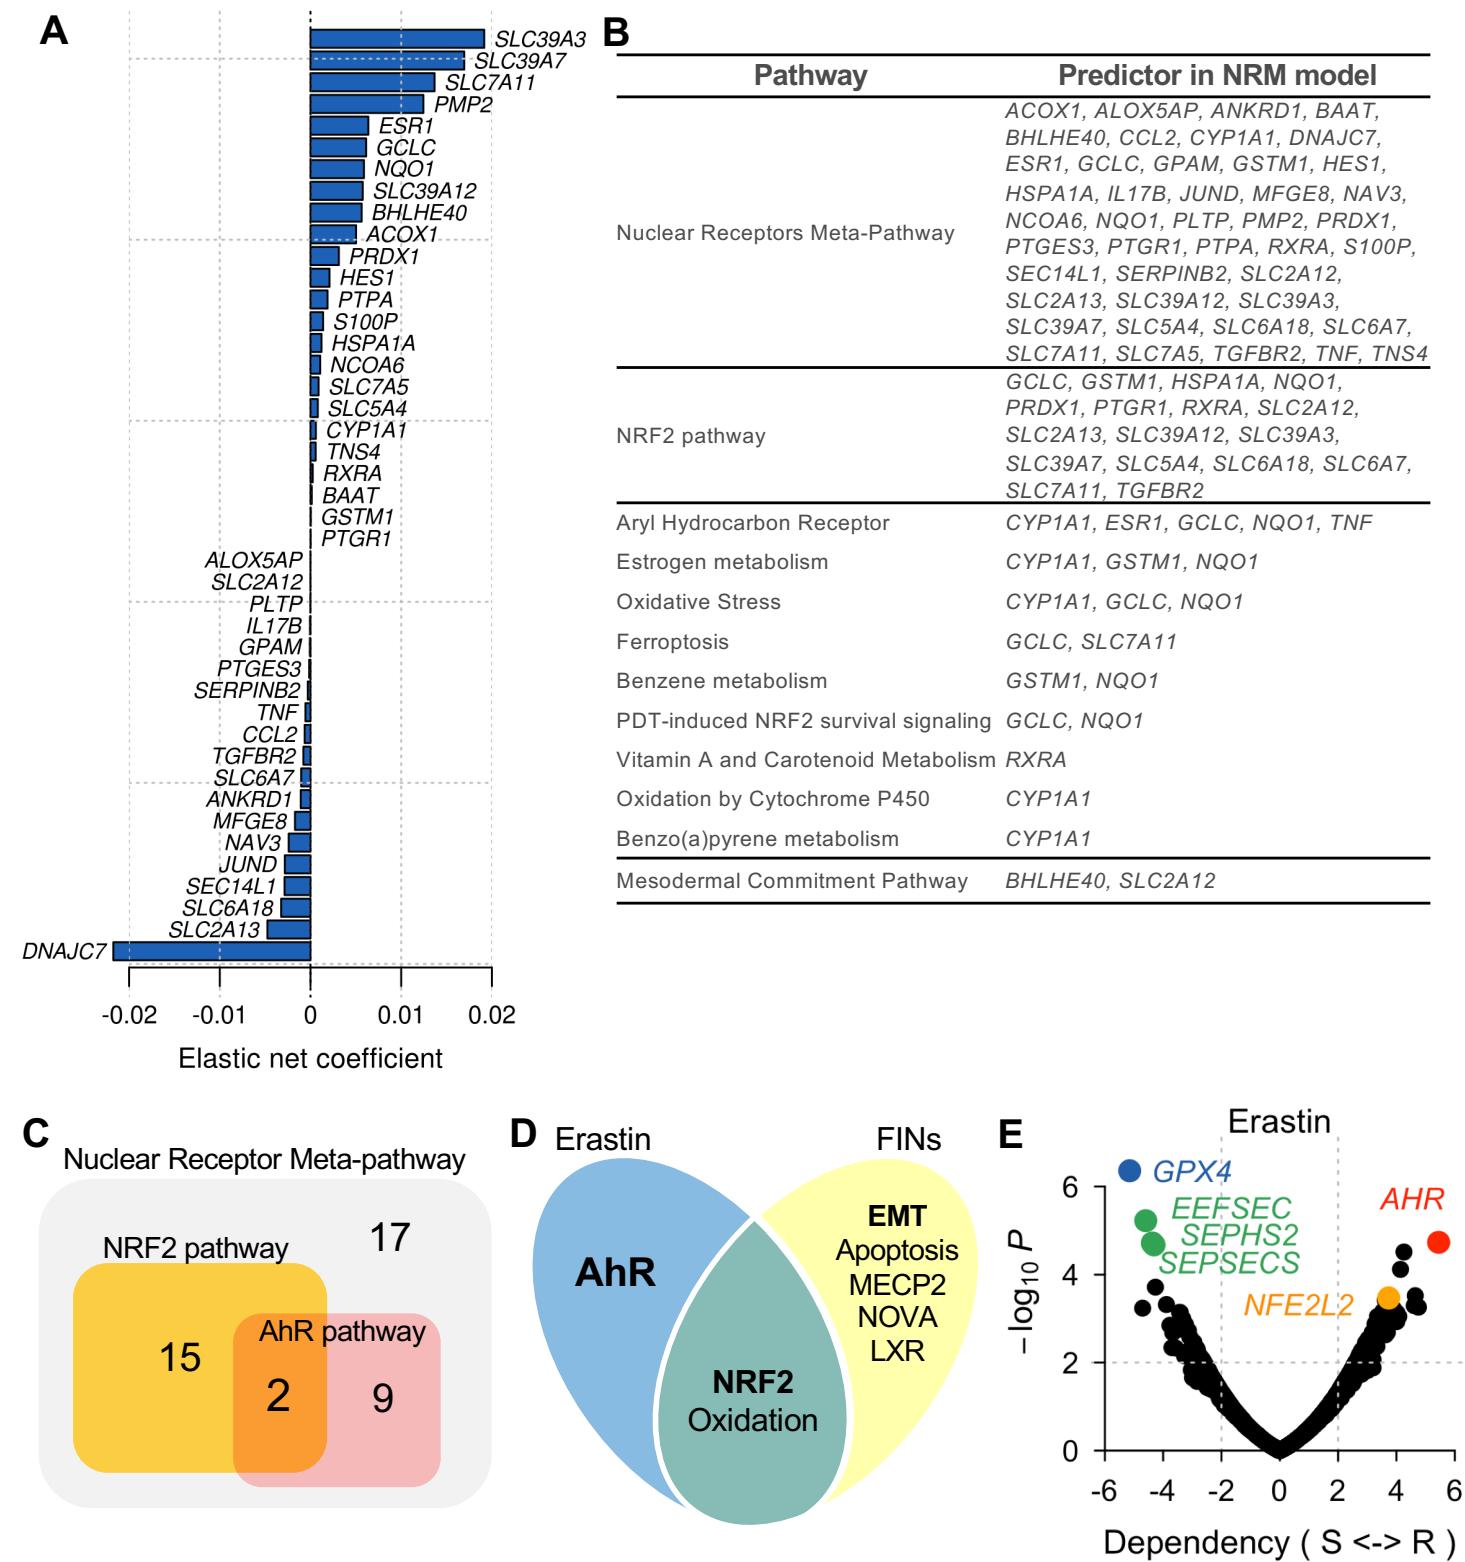 A
SLC39A3
SLC39A7
SLC7A11
PMP2
ESR1
GCLC
NQO1
SLC39A12
BHLHE40
ACOX1
PRDX1
HES1
PTPA
S100P
HSPA1A
NCOA6
SLC7A5
SLC5A4
CYP1A1
TNS4
RXRA
BAAT
GSTM1
PTGR1
ALOX5AP
SLC2A12
PLTP
IL17B
GPAM
PTGES3
SERPINB2
TNF
CCL2
TGFBR2
SLC6A7
ANKRD1
MFGE8
NAV3
JUND
SEC14L1
SLC6A18
SLC2A13
DNAJC7
-0.02 -0.01 0 0.01 0.02
Elastic net coefficient
B
Pathway Predictor in NRM model
Nuclear Receptors Meta-Pathway
ACOX1, ALOX5AP, ANKRD1, BAAT,
BHLHE40, CCL2, CYP1A1, DNAJC7,
ESR1, GCLC, GPAM, GSTM1, HES1,
HSPA1A, IL17B, JUND, MFGE8, NAV3,
NCOA6, NQO1, PLTP, PMP2, PRDX1,
PTGES3, PTGR1, PTPA, RXRA, S100P,
SEC14L1, SERPINB2, SLC2A12,
SLC2A13, SLC39A12, SLC39A3,
SLC39A7, SLC5A4, SLC6A18, SLC6A7,
SLC7A11, SLC7A5, TGFBR2, TNF, TNS4
NRF2 pathway
GCLC, GSTM1, HSPA1A, NQO1,
PRDX1, PTGR1, RXRA, SLC2A12,
SLC2A13, SLC39A12, SLC39A3,
SLC39A7, SLC5A4, SLC6A18, SLC6A7,
SLC7A11, TGFBR2
Aryl Hydrocarbon Receptor CYP1A1, ESR1, GCLC, NQO1, TNF
Estrogen metabolism CYP1A1, GSTM1, NQO1
Oxidative Stress CYP1A1, GCLC, NQO1
Ferroptosis GCLC, SLC7A11
Benzene metabolism GSTM1, NQO1
PDT-induced NRF2 survival signaling GCLC, NQO1
Vitamin A and Carotenoid Metabolism RXRA
Oxidation by Cytochrome P450 CYP1A1
Benzo(a)pyrene metabolism CYP1A1
Mesodermal Commitment Pathway BHLHE40, SLC2A12
C
Nuclear Receptor Meta-pathway
17
NRF2 pathway
AhR pathway
15
2
9
D
Erastin FINs
AhR
EMT
Apoptosis
MECP2
NOVA
LXR
NRF2
Oxidation
E
Erastin
GPX4
EEFSEC
SEPHS2
SEPSECS
AHR
NFE2L2
6
4
2
0
−log10 P
-6 -4 -2 0 2 4 6
Dependency ( S <-> R )